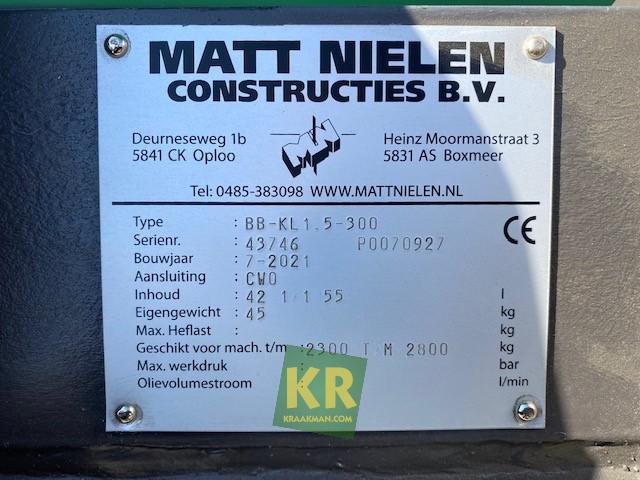 MATT NIELEN
CONSTRUCTIES B.V.
Deurneseweg 1b
5841 CK Oploo
Heinz Moormanstraat 3
5831 AS Boxmeer
Tel: 0485-383098 WWW.MATTNIELEN.NL
Type : BB-KL1.5-300
Serienr. : 43746 P0070927
Bouwjaar : 7-2021
Aansluiting : CW0
Inhoud : 42 1 1 55 l
Eigengewicht : 45 kg
Max. Heflast : kg
Geschikt voor mach. t/m : 2300 T M 2800 kg
Max. werkdruk : bar
Olievolumestroom : l/min
CE
KR
KRAAKMAN.COM